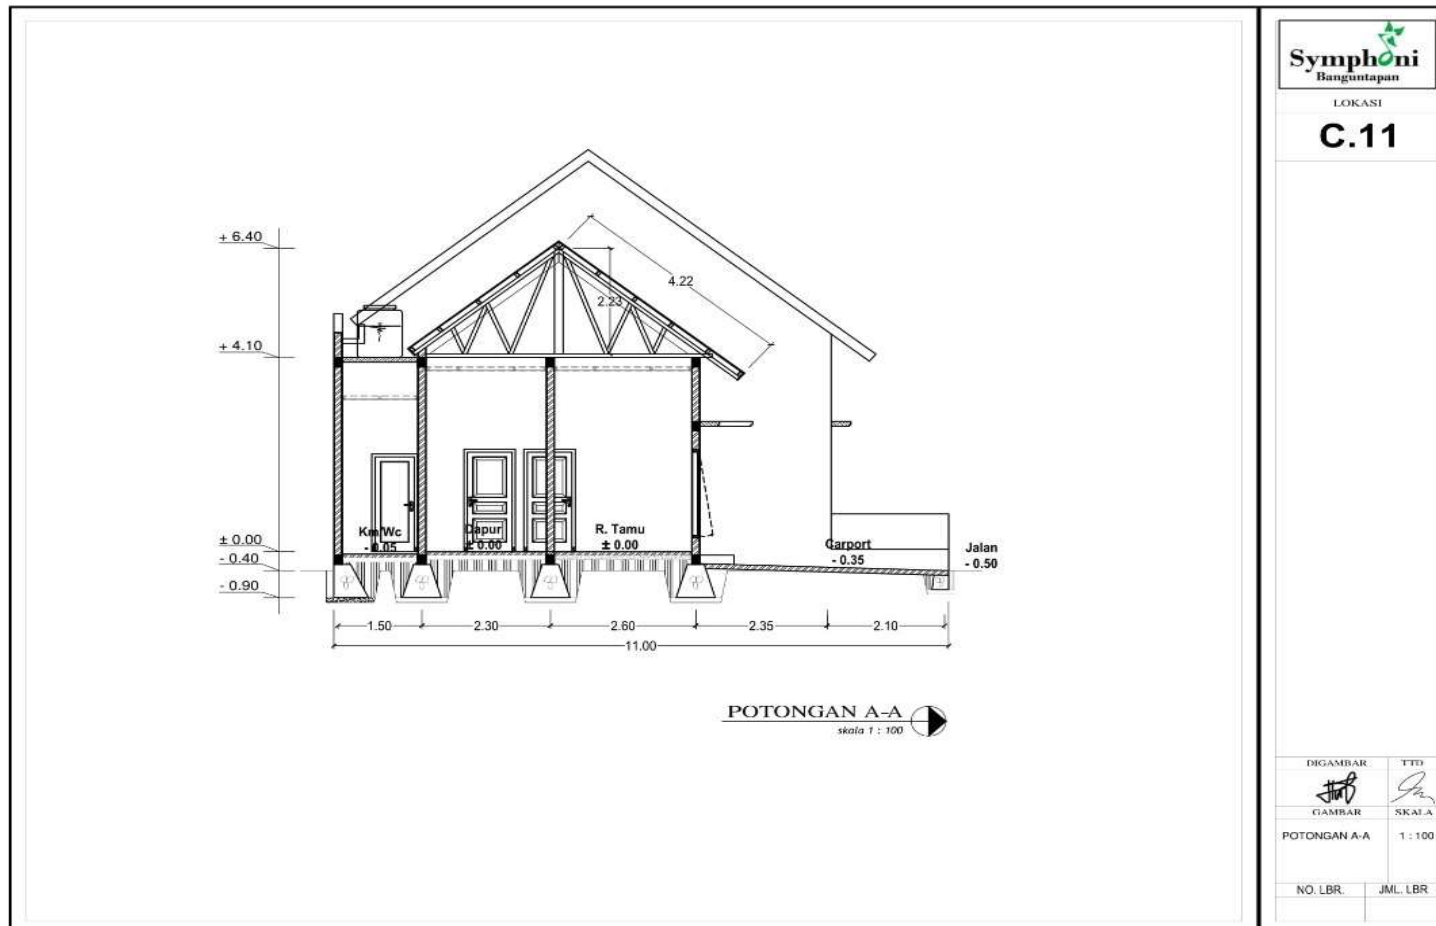 Symphoni
Banguntapan
LOKASI
C.11
+ 6.40
4.22
2.23
+ 4.10
± 0.00
- 0.40
- 0.90
Km/Wc
- 0.05
Dapur
± 0.00
R. Tamu
± 0.00
Carport
- 0.35
Jalan
- 0.50
1.50 2.30 2.60 2.35 2.10
11.00
POTONGAN A-A
skala 1 : 100
DIGAMBAR TTD
GAMBAR SKALA
POTONGAN A-A 1 : 100
NO. LBR. JML. LBR